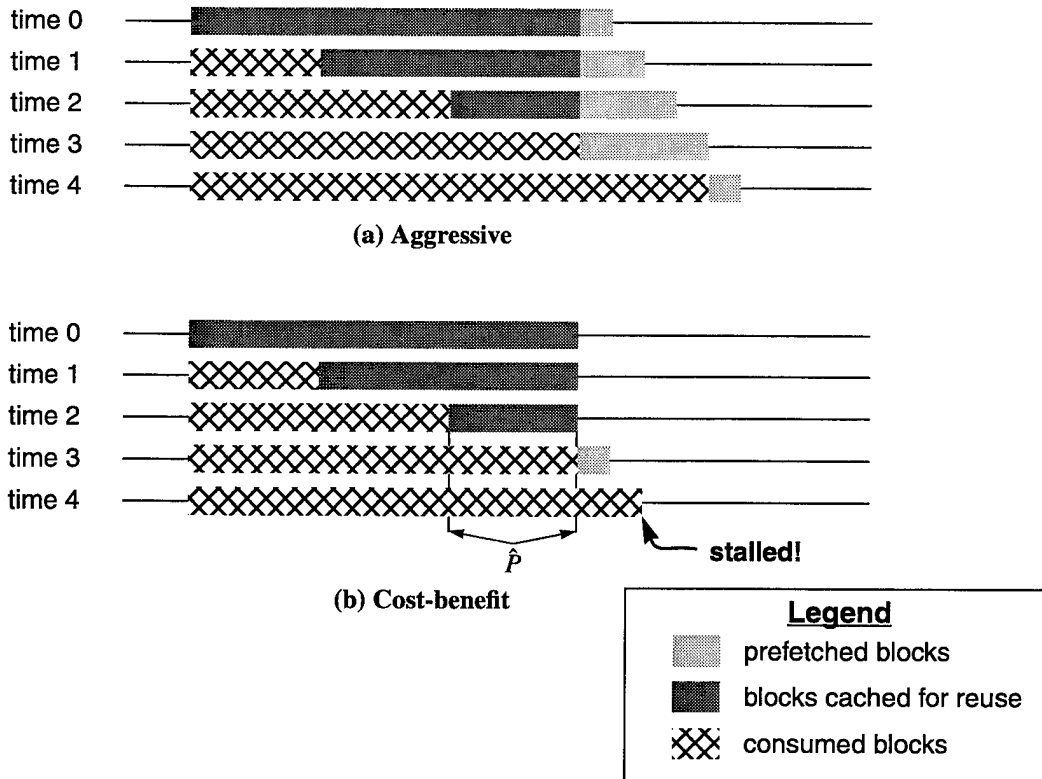 time 0
time 1
time 2
time 3
time 4
(a) Aggressive
time 0
time 1
time 2
time 3
time 4
P̂
stalled!
(b) Cost-benefit
Legend
prefetched blocks
blocks cached for reuse
consumed blocks